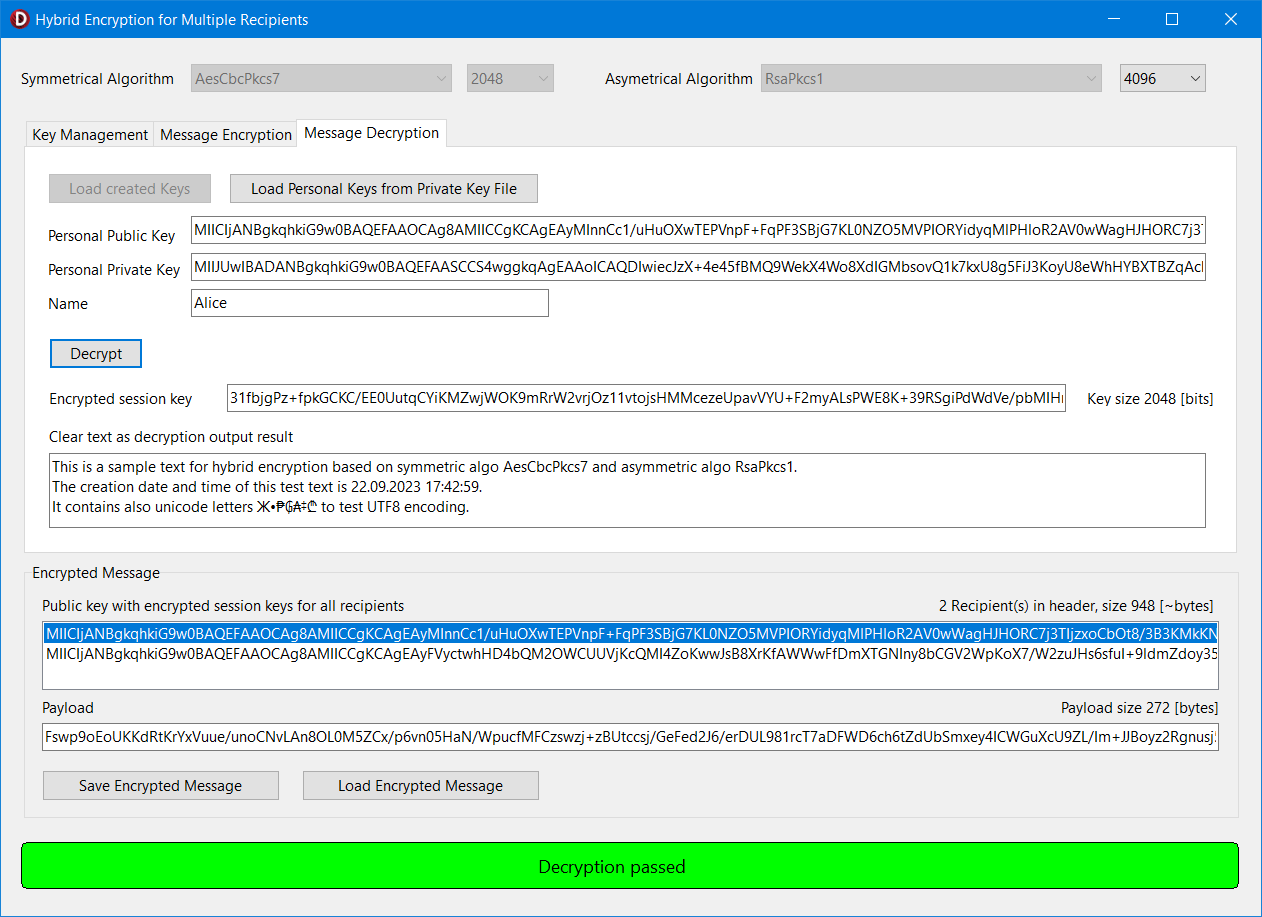 Hybrid Encryption for Multiple Recipients
Symmetrical Algorithm AesCbcPkcs7 2048 Asymetrical Algorithm RsaPkcs1 4096
Key Management Message Encryption Message Decryption
Load created Keys Load Personal Keys from Private Key File
Personal Public Key MIICIjANBgkqhkiG9w0BAQEFAAOCAg8AMIICCgKCAgEAyMInnCc1/uHuOXwTEPVnpF+FqPF3SBjG7KL0NZO5MVPIORYidyqMIPHIoR2AV0wWagHJHORC7j3
Personal Private Key MIIJUwIBADANBgkqhkiG9w0BAQEFAASCCS4wggkqAgEAAoICAQDIwiecJzX+4e45fBMQ9WekX4Wo8XdIGMbsovQ1k7kxU8g5FiJ3KoyU8eWhHYBXTBZqAc
Name Alice
Decrypt
Encrypted session key 31fbjgPz+fpkGCKC/EE0UutqCYiKMZwjWOK9mRrW2vrjOz11vtojsHMMcezeUpavVYU+F2myALsPWE8K+39RSgiPdWdVe/pbMIH Key size 2048 [bits]
Clear text as decryption output result
This is a sample text for hybrid encryption based on symmetric algo AesCbcPkcs7 and asymmetric algo RsaPkcs1.
The creation date and time of this test text is 22.09.2023 17:42:59.
It contains also unicode letters Ж•₱₲₳‡₾ to test UTF8 encoding.
Encrypted Message
Public key with encrypted session keys for all recipients 2 Recipient(s) in header, size 948 [~bytes]
MIICIjANBgkqhkiG9w0BAQEFAAOCAg8AMIICCgKCAgEAyMInnCc1/uHuOXwTEPVnpF+FqPF3SBjG7KL0NZO5MVPIORYidyqMIPHIoR2AV0wWagHJHORC7j3TIjzxoCbOt8/3B3KMkKN
MIICIjANBgkqhkiG9w0BAQEFAAOCAg8AMIICCgKCAgEAyFVyctwhHD4bQM2OWCUUVjKcQMI4ZoKwwJsB8XrKfAWWwFfDmXTGNIny8bCGV2WpKoX7/W2zuJHs6sfuI+9IdmZdoy35
Payload Payload size 272 [bytes]
Fswp9oEoUKKdRtKrYxVuue/unoCNvLAn8OL0M5ZCx/p6vn05HaN/WpucfMFCzswzj+zBUtccsj/GeFed2J6/erDUL981rcT7aDFWD6ch6tZdUbSmxey4ICWGuXcU9ZL/Im+JJBoyz2Rgnusj
Save Encrypted Message Load Encrypted Message
Decryption passed